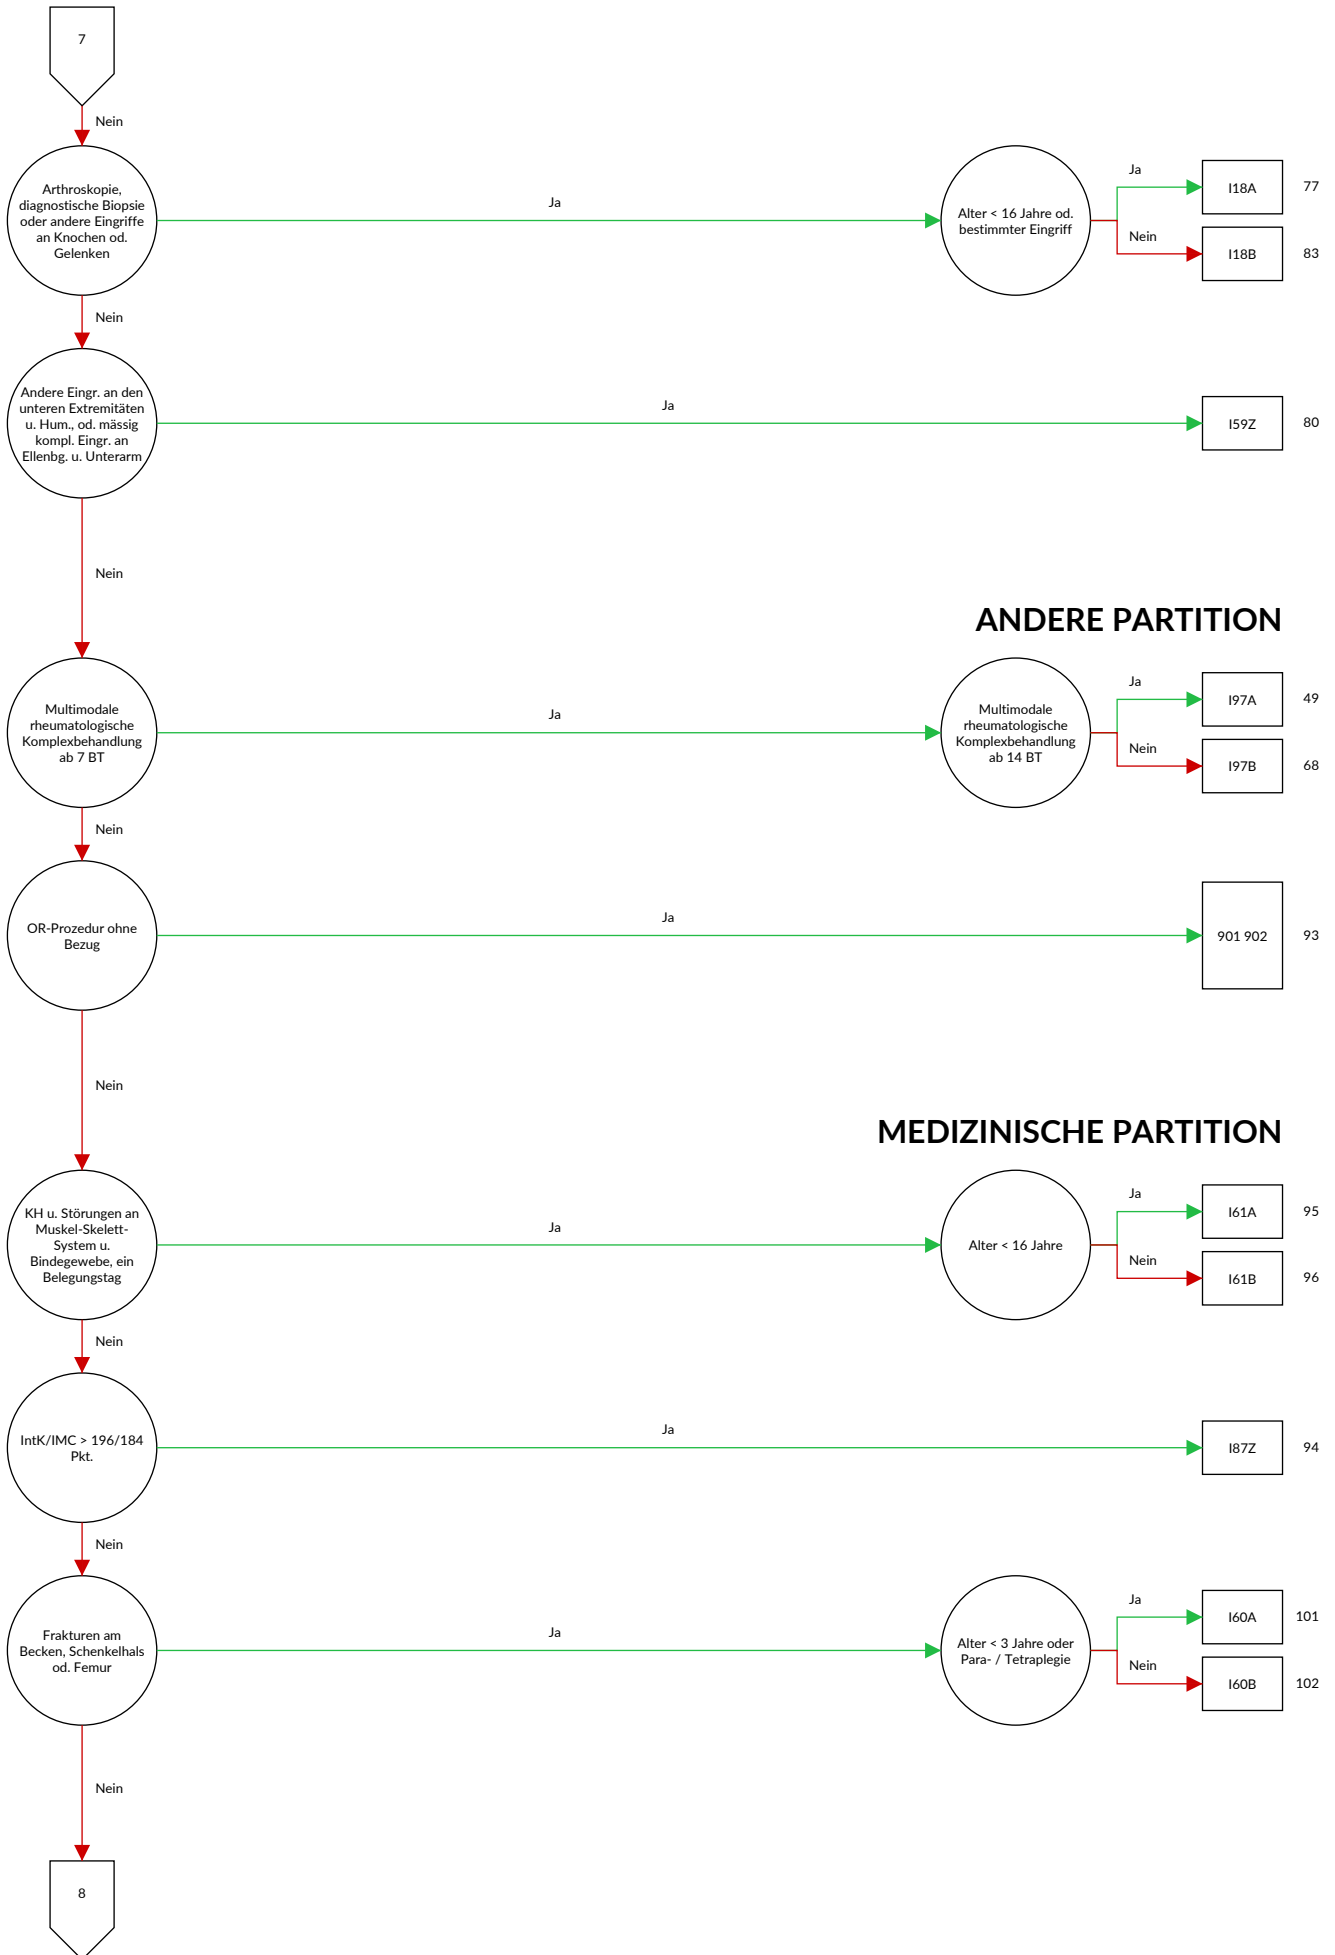 7
Nein
Arthroskopie,
diagnostische Biopsie
oder andere Eingriffe
an Knochen od.
Gelenken
Ja
Alter < 16 Jahre od.
bestimmter Eingriff
Ja
I18A
77
Nein
I18B
83
Nein
Andere Eingr. an den
unteren Extremitäten
u. Hum., od. mässig
kompl. Eingr. an
Ellenbg. u. Unterarm
Ja
I59Z
80
Nein
ANDERE PARTITION
Multimodale
rheumatologische
Komplexbehandlung
ab 7 BT
Ja
Multimodale
rheumatologische
Komplexbehandlung
ab 14 BT
Ja
I97A
49
Nein
I97B
68
Nein
OR-Prozedur ohne
Bezug
Ja
901 902
93
Nein
MEDIZINISCHE PARTITION
KH u. Störungen an
Muskel-Skelett-
System u.
Bindegewebe, ein
Belegungstag
Ja
Alter < 16 Jahre
Ja
I61A
95
Nein
I61B
96
Nein
IntK/IMC > 196/184
Pkt.
Ja
I87Z
94
Nein
Frakturen am
Becken, Schenkelhals
od. Femur
Ja
Alter < 3 Jahre oder
Para- / Tetraplegie
Ja
I60A
101
Nein
I60B
102
Nein
8